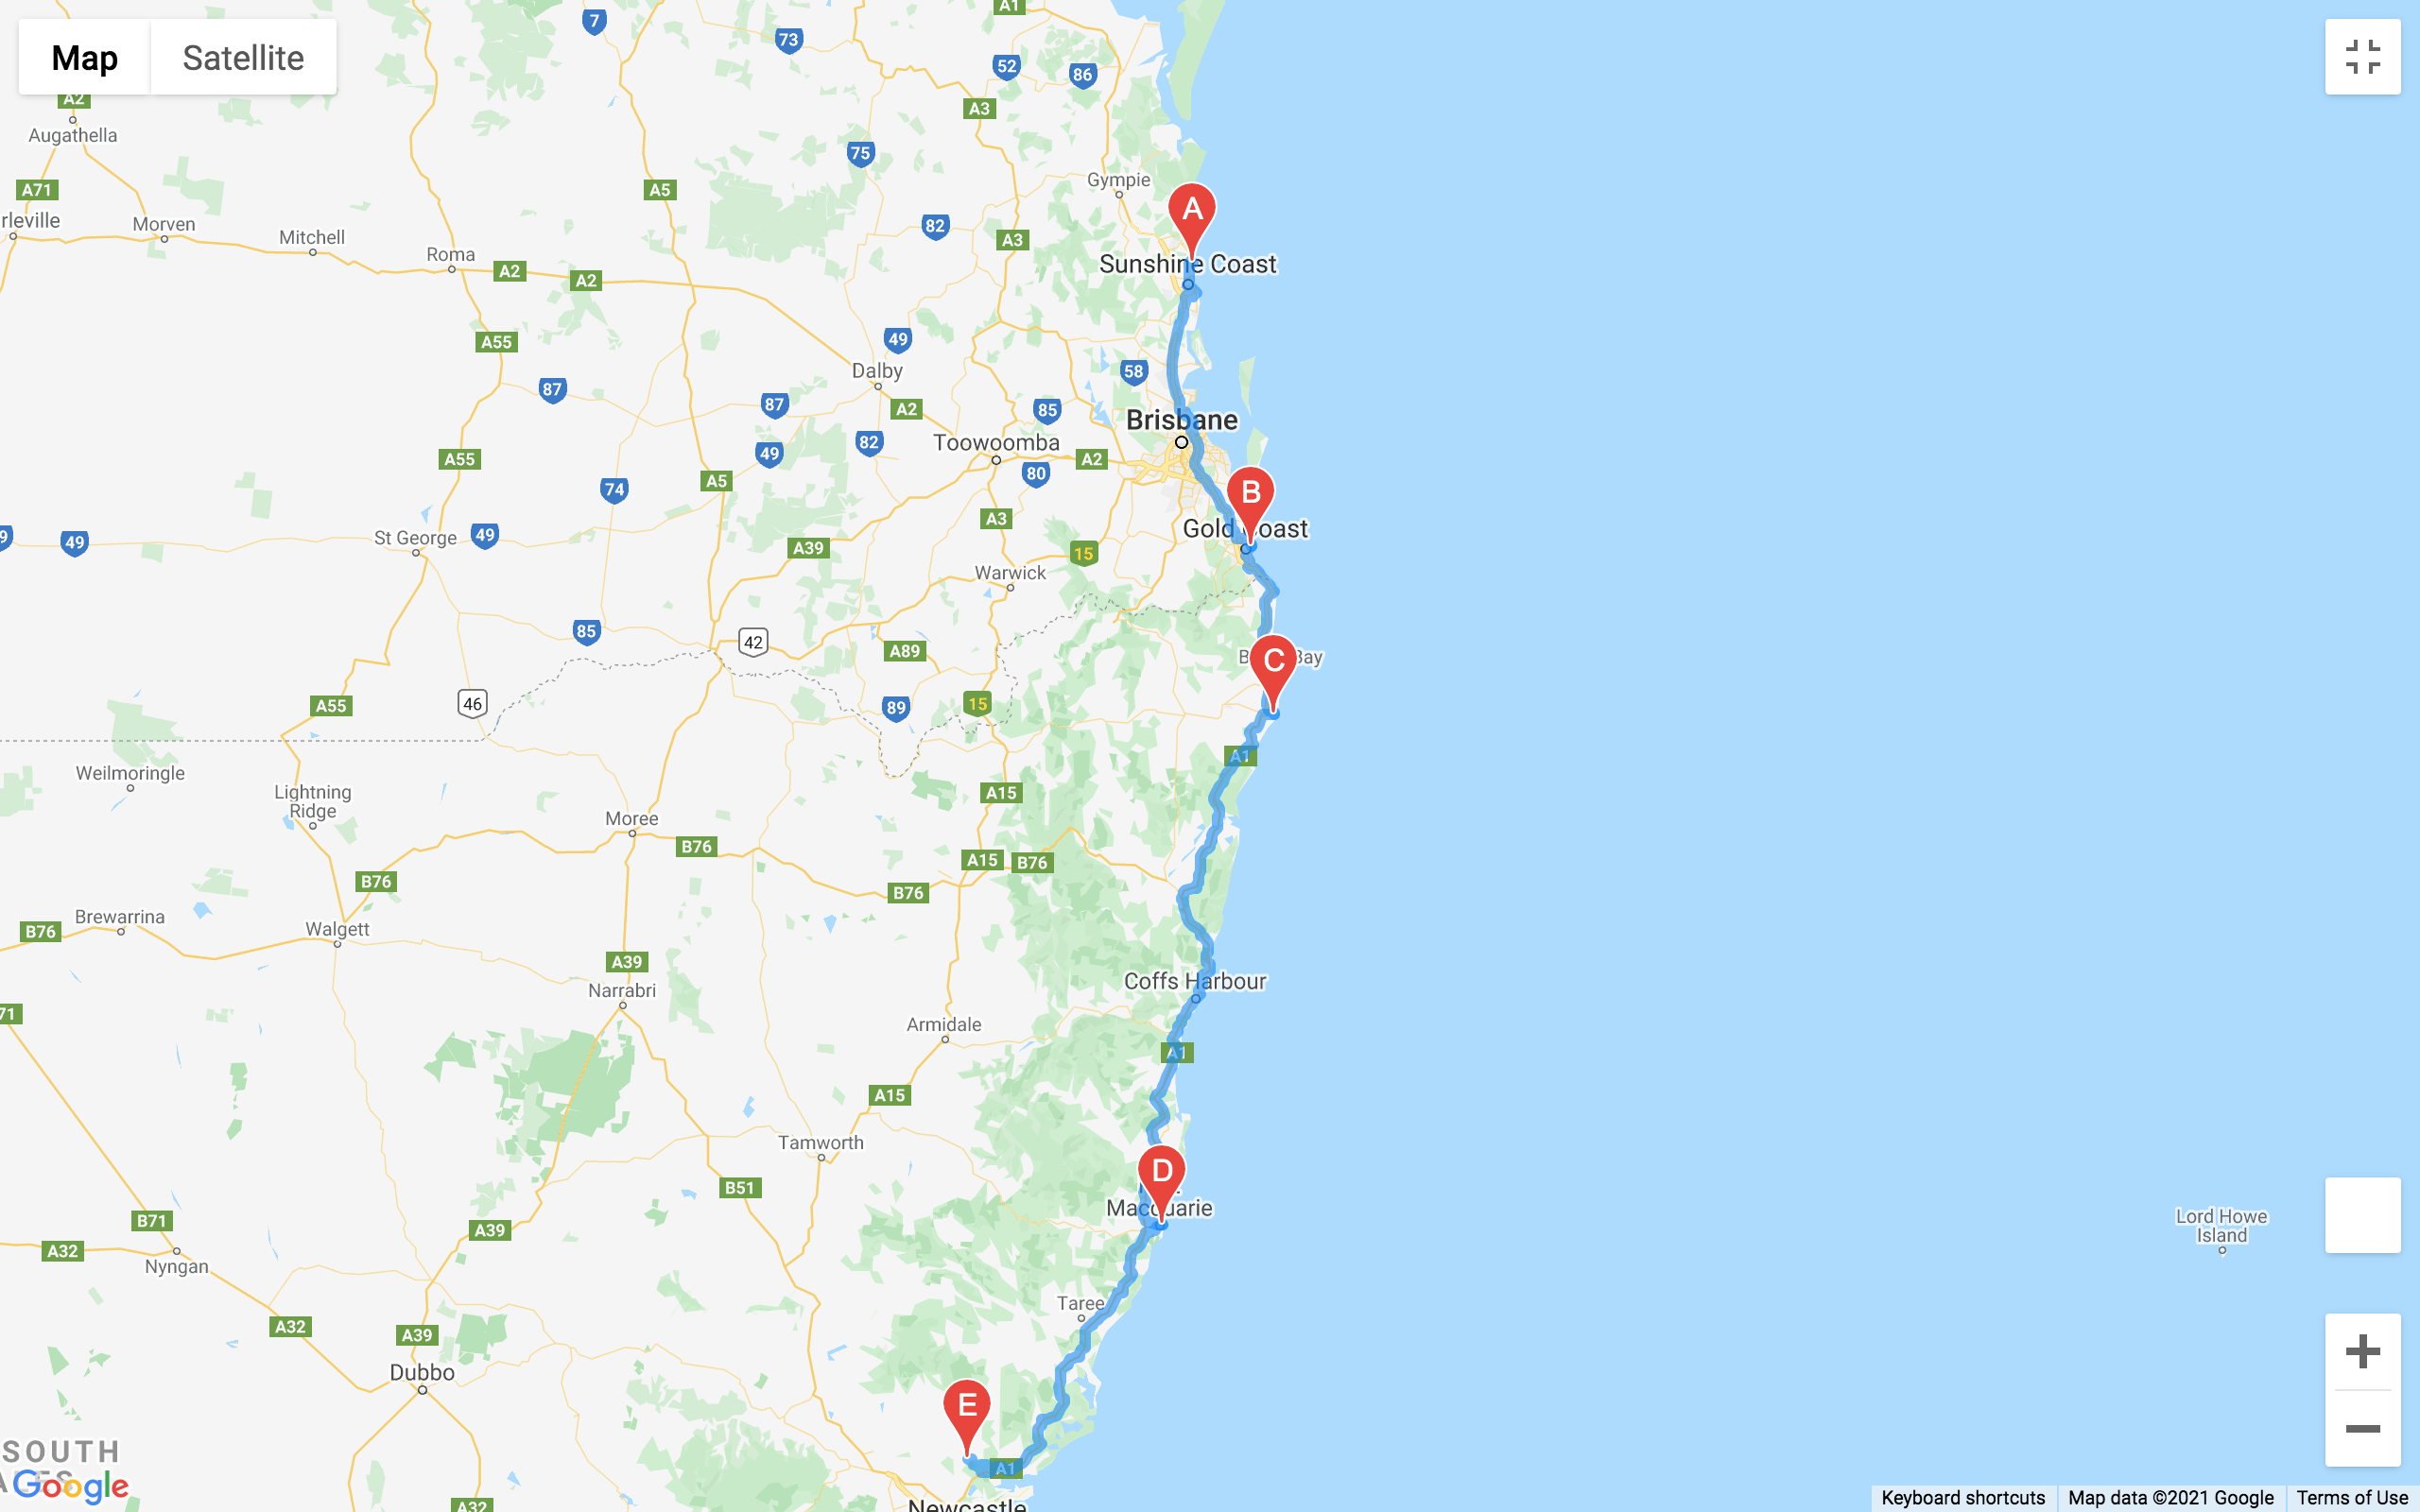 Map
Satellite
7
73
A1
52
86
A3
A2
Augathella
75
A71
A5
Gympie
A
rleville
Morven
Mitchell
82
A3
Roma
A2
A2
Sunshine Coast
A55
49
58
Dalby
87
87
A2
85
Brisbane
82
Toowoomba
A55
49
A2
80
A5
74
B
A3
Gold Coast
9
49
St George
49
A39
15
Warwick
85
42
A89
C
A55
46
89
15
A1
Weilmoringle
Lightning
Ridge
A15
Moree
B76
A15
B76
B76
B76
Brewarrina
B76
Walgett
A39
Coffs Harbour
Narrabri
71
Armidale
A1
A15
Tamworth
D
B51
Macquarie
B71
A39
Lord Howe
Island
A32
Nyngan
Taree
A32
A39
Dubbo
E
SOUTH
Google
A1
A32
Newcastle
Keyboard shortcuts
Map data ©2021 Google
Terms of Use